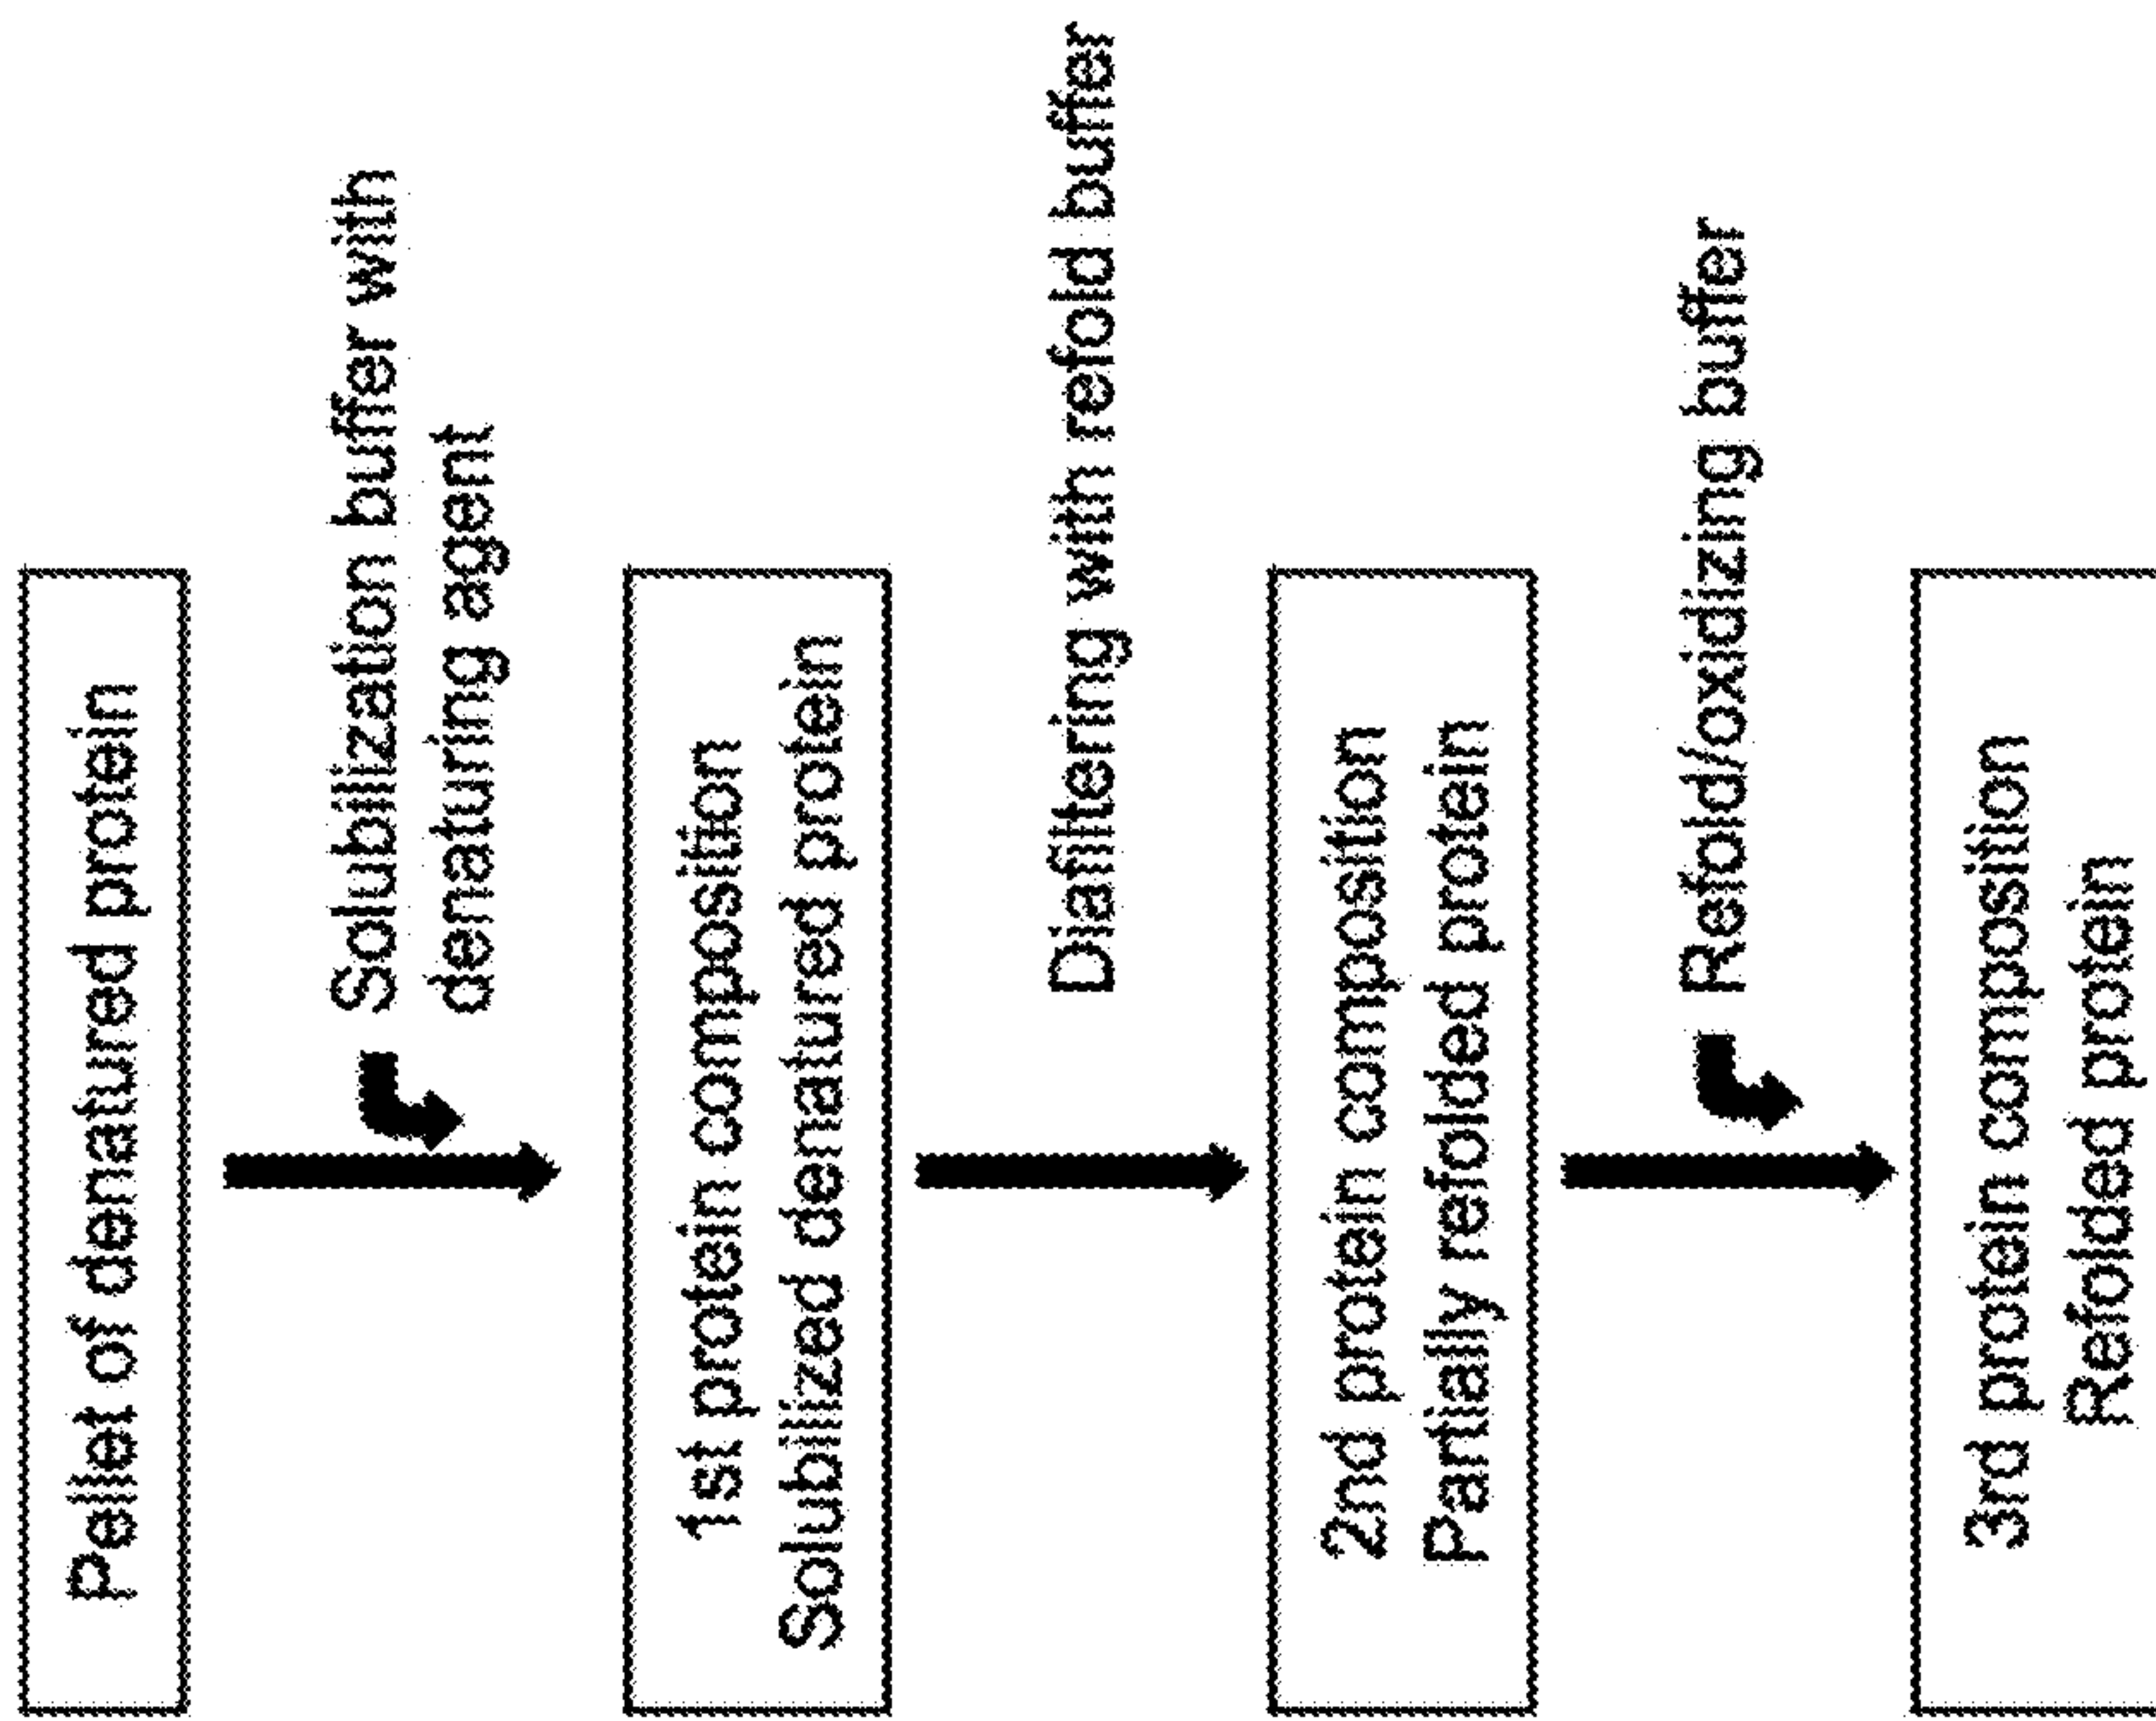 Pellet of denatured protein
Solubilization buffer with
denaturing agent
1st protein composition
Solubilized denatured protein
Diafiltering with refold buffer
2nd protein composition
Partially refolded protein
Refold/oxidizing buffer
3rd protein composition
Refolded protein